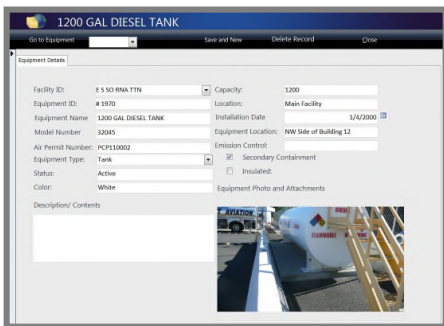 1200 GAL DIESEL TANK
Go to Equipment Save and New Delete Record Close
Equipment Details
Facility ID: E S SO RNA TTN Capacity: 1200
Equipment ID: # 1970 Location: Main Facility
Equipment Name 1200 GAL DIESEL TANK Installation Date 1/4/2000
Model Number 32045 Equipment Location: NW Side of Building 12
Air Permit Number: PCP110002 Emission Control:
Equipment Type: Tank Secondary Containment
Status: Active Insulated:
Color: White Equipment Photo and Attachments
Description/ Contents
AVIATION
DIESEL
FLAMMABLE